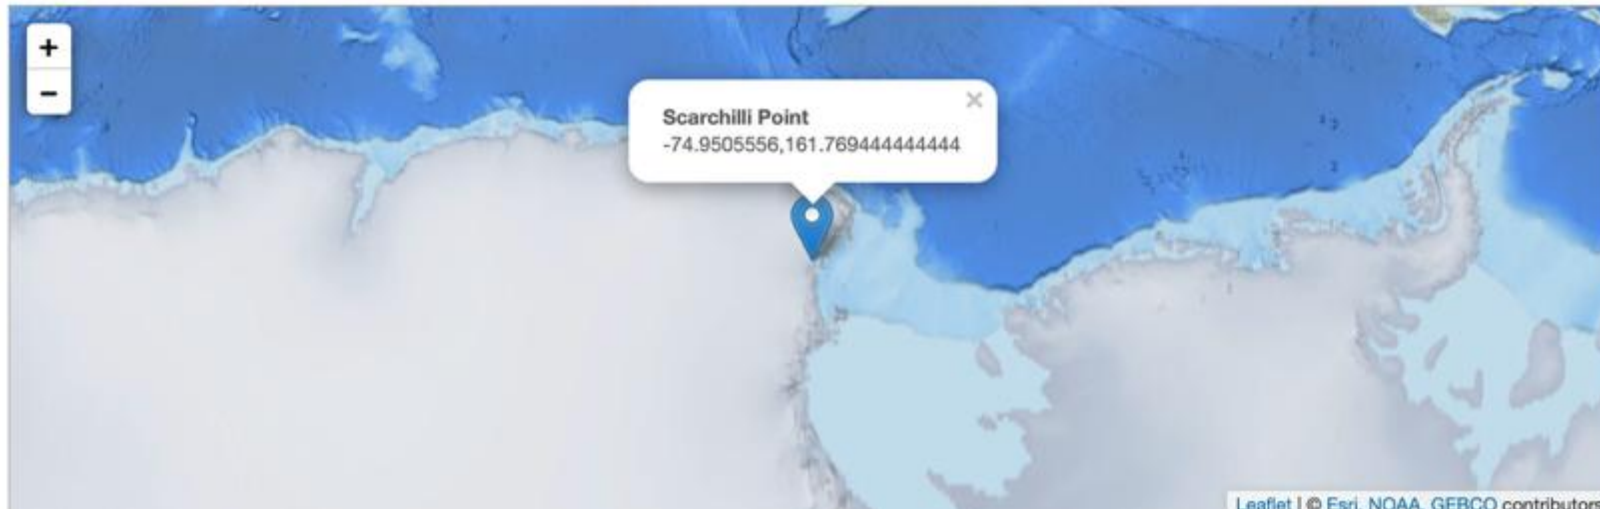 +
−
Scarchilli Point
×
-74.9505556,161.769444444444
Leaflet | © Esri, NOAA, GEBCO contributors